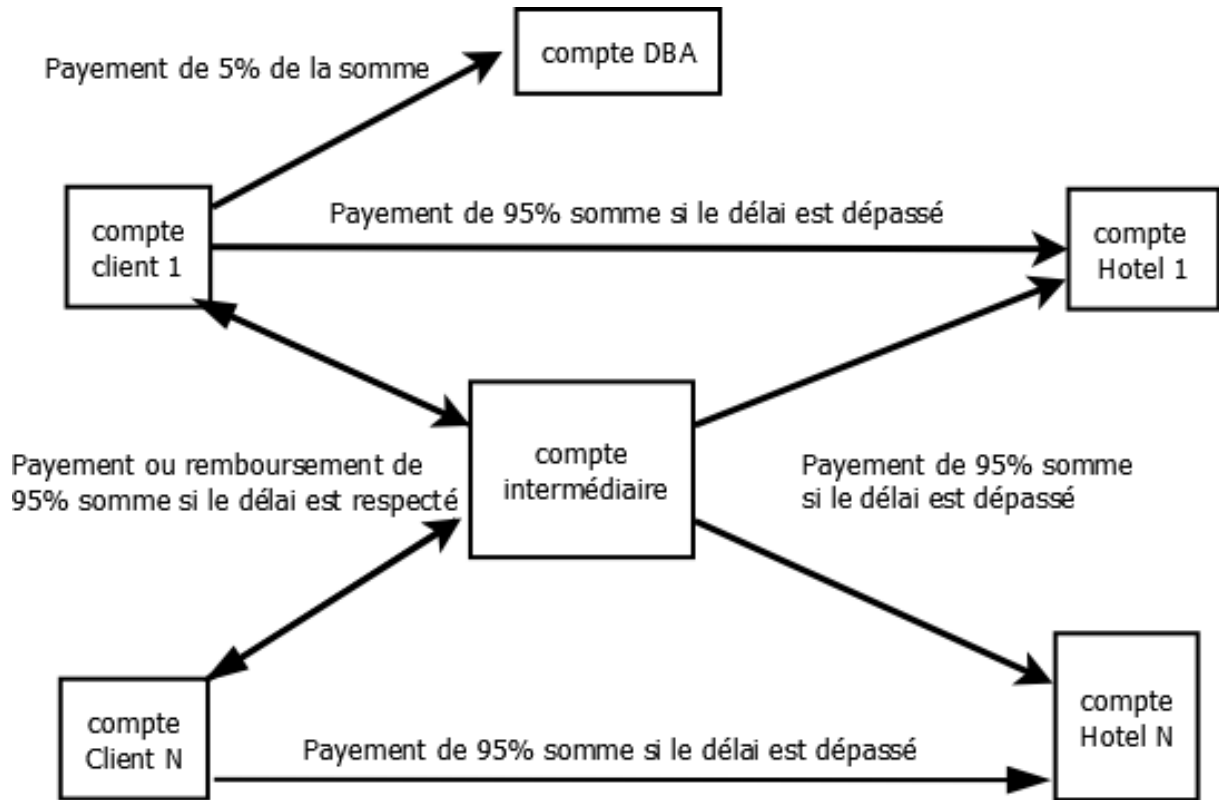 compte DBA
Payement de 5% de la somme
Payement de 95% somme si le délai est dépassé
compte
client 1
compte
Hotel 1
Payement ou remboursement de
95% somme si le délai est respecté
compte
intermédiaire
Payement de 95% somme
si le délai est dépassé
compte
Client N
Payement de 95% somme si le délai est dépassé
compte
Hotel N